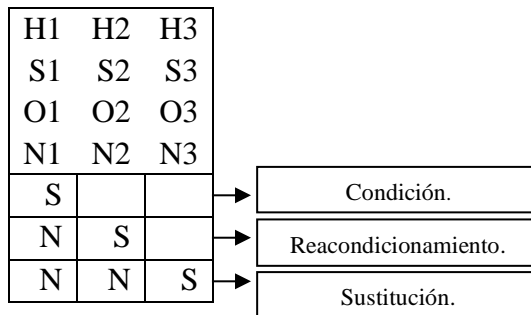 H1 H2 H3
S1 S2 S3
O1 O2 O3
N1 N2 N3
S
Condición.
N S
Reacondicionamiento.
N N S
Sustitución.